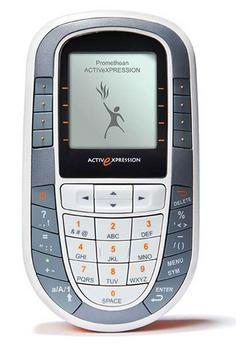 Promethean
ACTIVeXPRESSION
ACTIVeXPRESSION
DELETE
1 2 3
& # @ ABC DEF
4 5 6
GHI JKL MNO
7 8 9
PQRS TUV WXYZ
0
SPACE
? ,
! .
% < >
/ ( )
MENU
SYM
a/A/1
ENTER